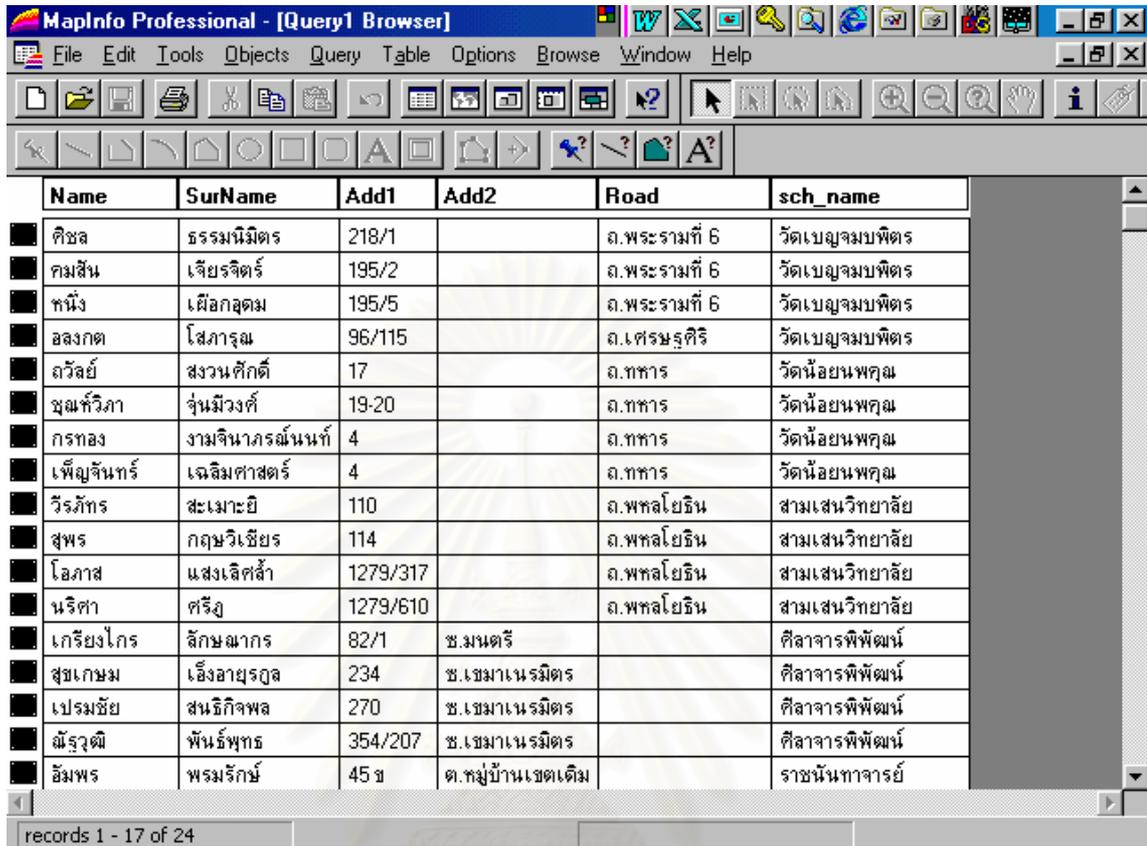 MapInfo Professional - [Query1 Browser]
File Edit Tools Objects Query Table Options Browse Window Help
Name SurName Add1 Add2 Road sch_name
ศิชล ธรรมนิมิตร 218/1 ถ.พระรามที่ 6 วัดเบญจมบพิตร
คมสัน เจียรจิตร์ 195/2 ถ.พระรามที่ 6 วัดเบญจมบพิตร
หนึ่ง เผือกอุดม 195/5 ถ.พระรามที่ 6 วัดเบญจมบพิตร
อลงกต โสภารุณ 96/115 ถ.เศรษฐศิริ วัดเบญจมบพิตร
ถวัลย์ สงวนศักดิ์ 17 ถ.ทหาร วัดน้อยนพคุณ
ชุณห์วิภา จุ่นมีวงศ์ 19-20 ถ.ทหาร วัดน้อยนพคุณ
กรทอง งามจินาภรณ์นนท์ 4 ถ.ทหาร วัดน้อยนพคุณ
เพ็ญจันทร์ เฉลิมศาสตร์ 4 ถ.ทหาร วัดน้อยนพคุณ
วีรภัทร สะเมาะยิ 110 ถ.พหลโยธิน สามเสนวิทยาลัย
สุพร กฤษวิเชียร 114 ถ.พหลโยธิน สามเสนวิทยาลัย
โอภาส แสงเลิศล้ำ 1279/317 ถ.พหลโยธิน สามเสนวิทยาลัย
นริศา ศรีภู 1279/610 ถ.พหลโยธิน สามเสนวิทยาลัย
เกรียงไกร ลักษณากร 82/1 ซ.มนตรี ศีลาจารพิพัฒน์
สุขเกษม เอ็งอายุรกูล 234 ซ.เขมาเนรมิตร ศีลาจารพิพัฒน์
เปรมชัย สนธิกิจพล 270 ซ.เขมาเนรมิตร ศีลาจารพิพัฒน์
ณัฐวุฒิ พันธ์พุทธ 354/207 ซ.เขมาเนรมิตร ศีลาจารพิพัฒน์
อัมพร พรมรักษ์ 45 ข ต.หมู่บ้านเขตเดิม ราชนันทาจารย์
records 1 - 17 of 24